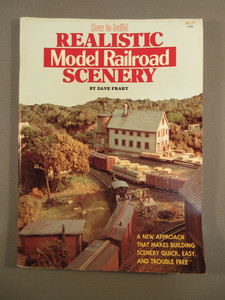 How to build
REALISTIC
Model Railroad
SCENERY
BY DAVE FRARY
A NEW APPROACH
THAT MAKES BUILDING
SCENERY QUICK, EASY,
AND TROUBLE FREE